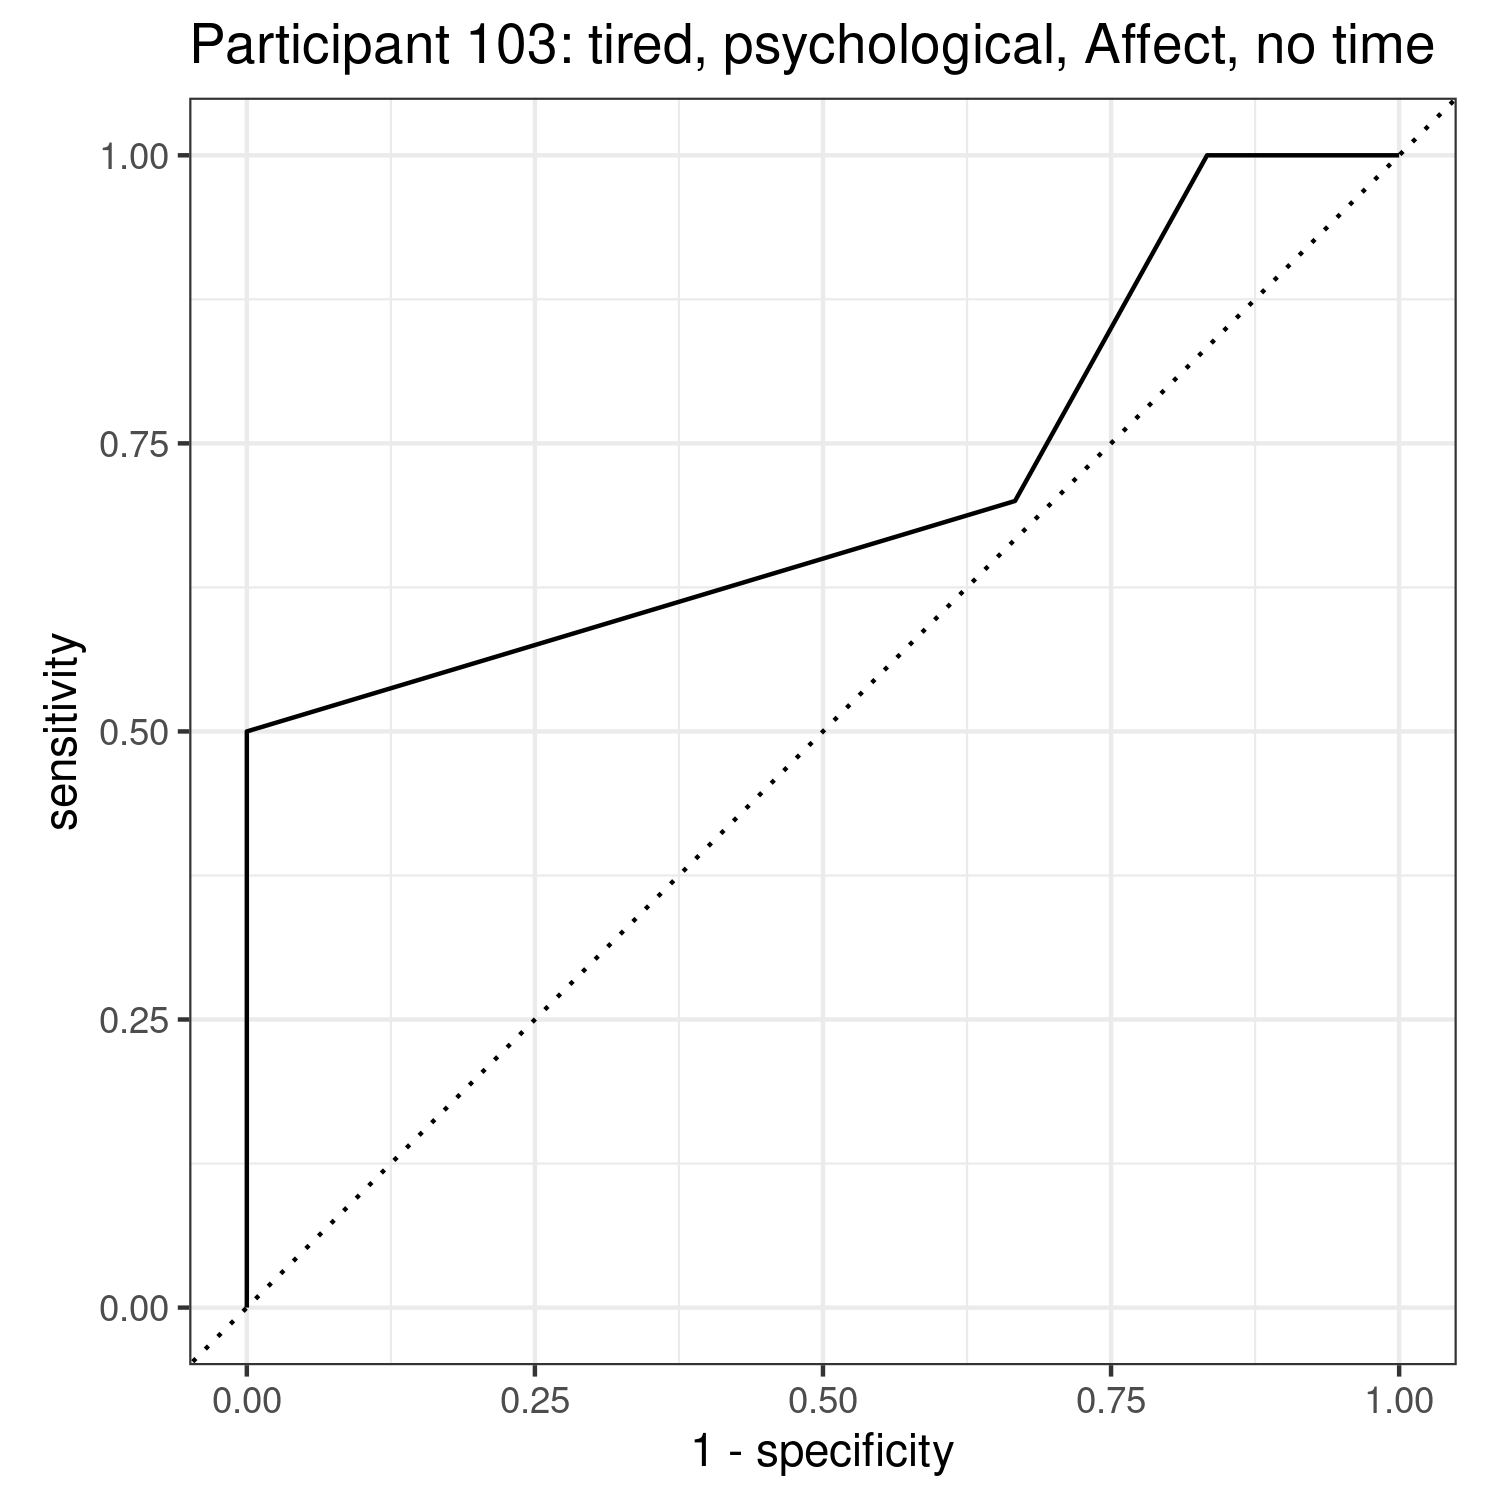 Participant 103: tired, psychological, Affect, no time
sensitivity
1.00
0.75
0.50
0.25
0.00
0.00 0.25 0.50 0.75 1.00
1 - specificity